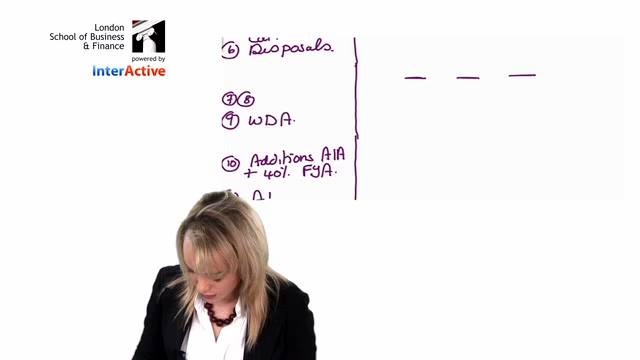 London
School of Business
& Finance
powered by
InterActive
⑥ Disposals.
⑦⑧
⑨ WDA.
⑩ Additions AIA
+ 40% FYA.